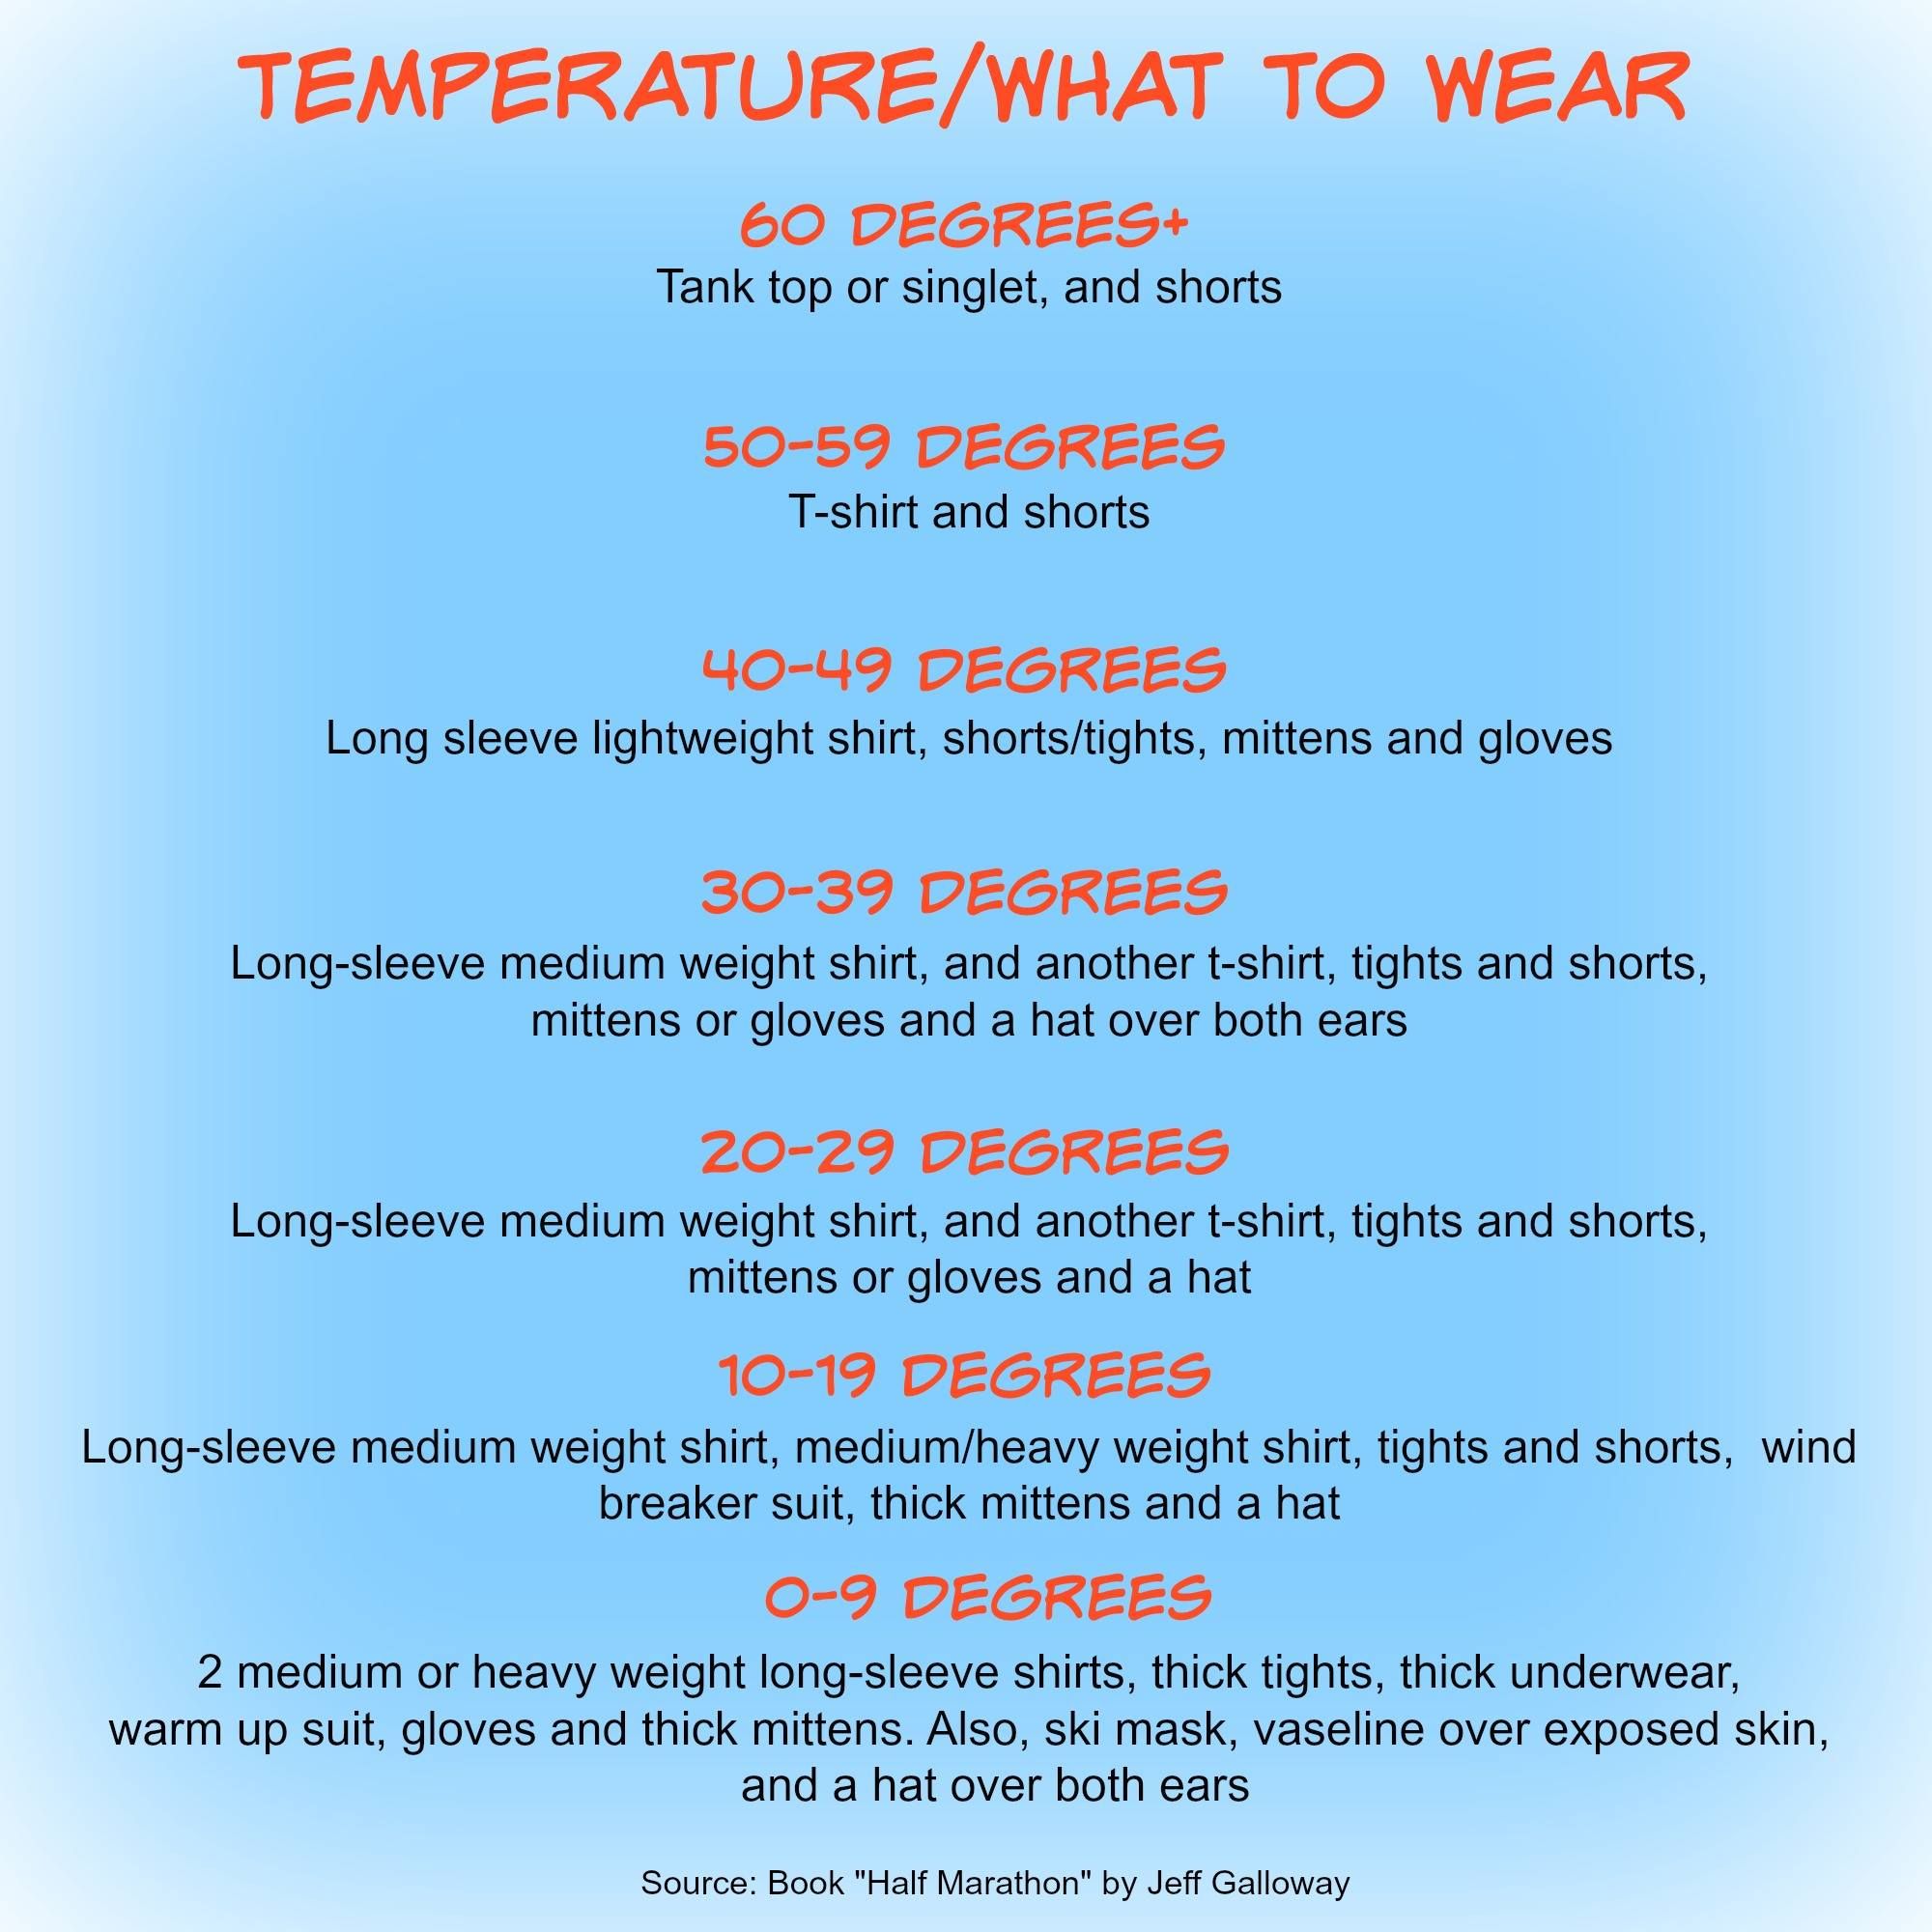 TEMPERATURE/WHAT TO WEAR
60 DEGREES+
Tank top or singlet, and shorts
50-59 DEGREES
T-shirt and shorts
40-49 DEGREES
Long sleeve lightweight shirt, shorts/tights, mittens and gloves
30-39 DEGREES
Long-sleeve medium weight shirt, and another t-shirt, tights and shorts,
mittens or gloves and a hat over both ears
20-29 DEGREES
Long-sleeve medium weight shirt, and another t-shirt, tights and shorts,
mittens or gloves and a hat
10-19 DEGREES
Long-sleeve medium weight shirt, medium/heavy weight shirt, tights and shorts,  wind
breaker suit, thick mittens and a hat
0-9 DEGREES
2 medium or heavy weight long-sleeve shirts, thick tights, thick underwear,
warm up suit, gloves and thick mittens. Also, ski mask, vaseline over exposed skin,
and a hat over both ears
Source: Book "Half Marathon" by Jeff Galloway